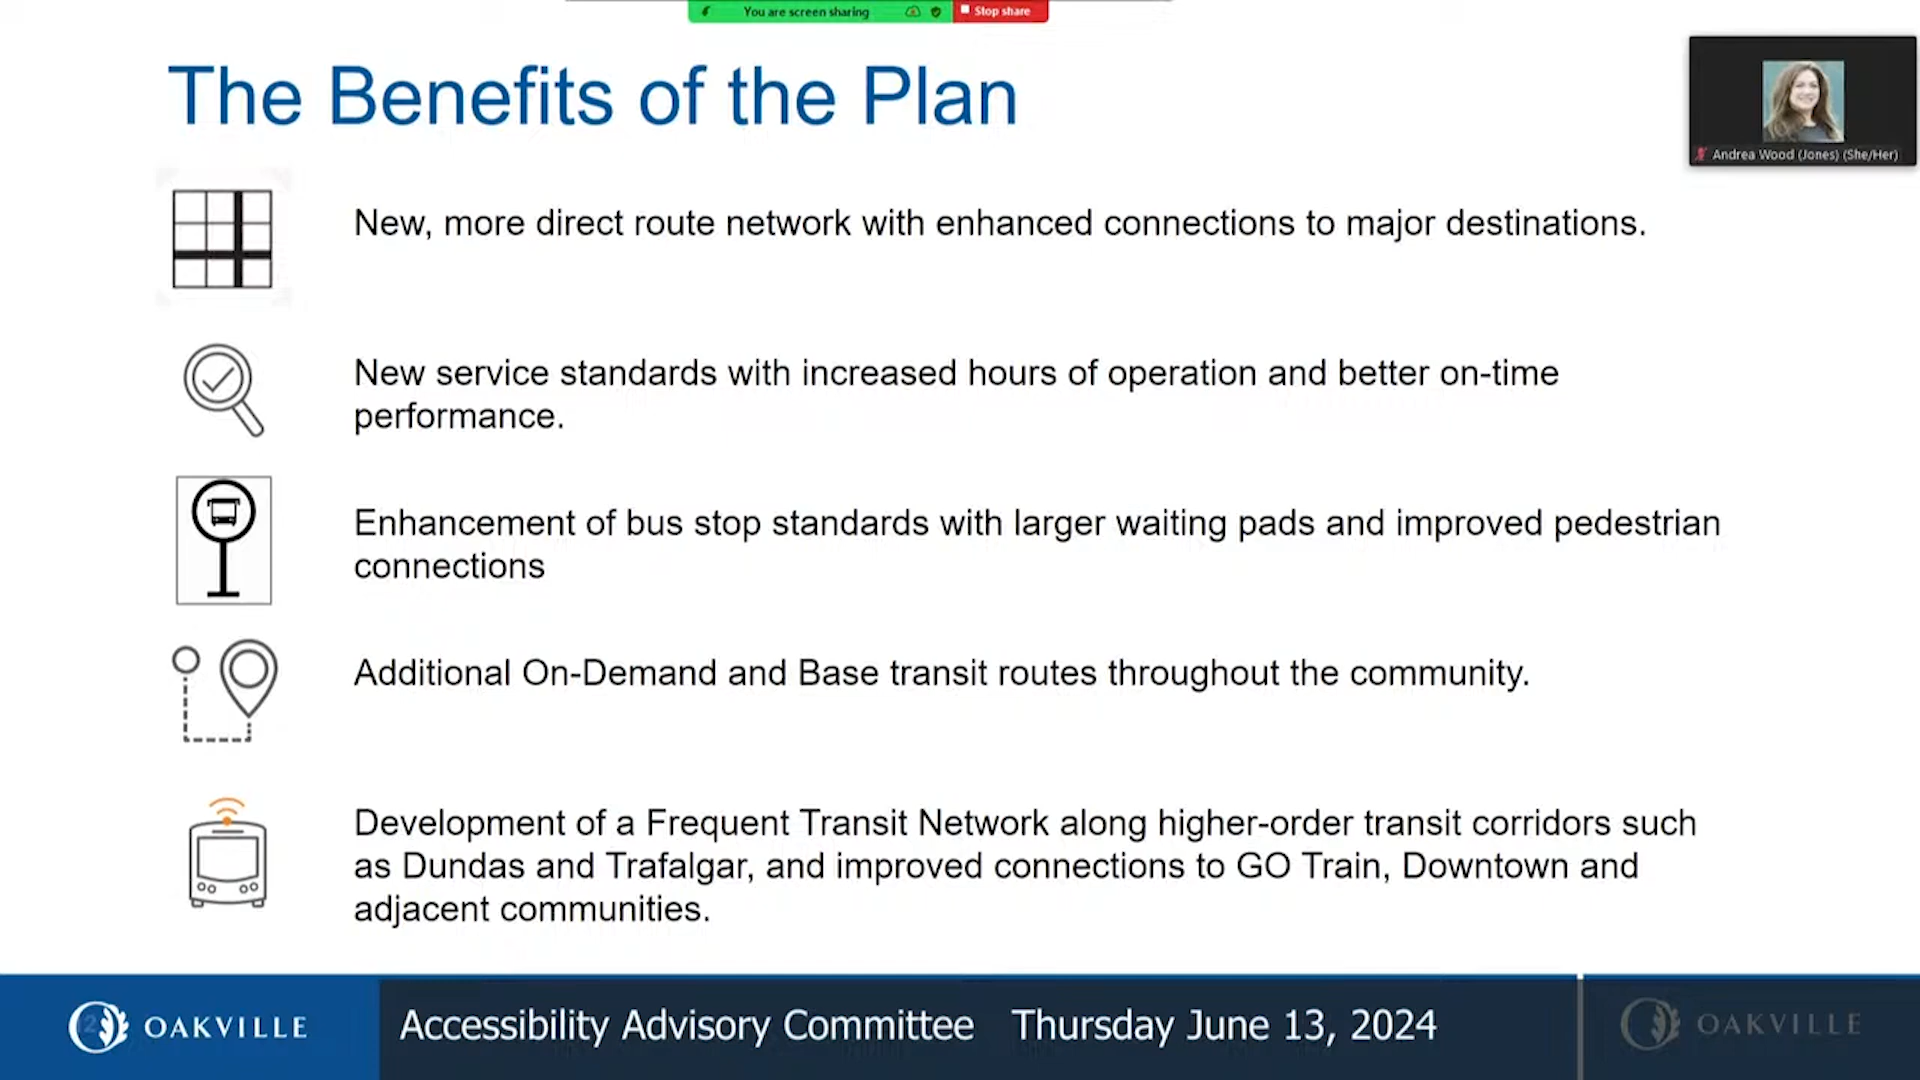 You are screen sharing
Stop share
The Benefits of the Plan
Andrea Wood (Jones) (She/Her)
New, more direct route network with enhanced connections to major destinations.
New service standards with increased hours of operation and better on-time
performance.
Enhancement of bus stop standards with larger waiting pads and improved pedestrian
connections
Additional On-Demand and Base transit routes throughout the community.
Development of a Frequent Transit Network along higher-order transit corridors such
as Dundas and Trafalgar, and improved connections to GO Train, Downtown and
adjacent communities.
OAKVILLE
Accessibility Advisory Committee Thursday June 13, 2024
OAKVILLE